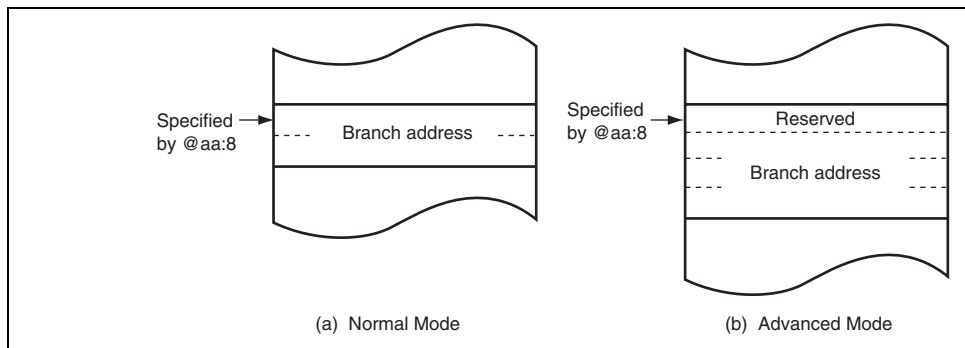 Specified
by @aa:8
Branch address
(a) Normal Mode
Specified
by @aa:8
Reserved
Branch address
(b) Advanced Mode